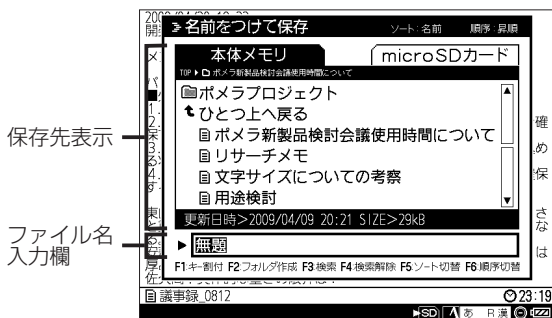 名前をつけて保存 ソート:名前 順序:昇順
本体メモリ microSDカード
TOP ポメラ新製品検討会議使用時間について
ポメラプロジェクト
ひとつ上へ戻る
ポメラ新製品検討会議使用時間について
リサーチメモ
文字サイズについての考察
用途検討
更新日時>2009/04/09 20:21 SIZE>29kB
無題
F1:キー割付 F2:フォルダ作成 F3:検索 F4:検索解除 F5:ソート切替 F6:順序切替
議事録_0812 23:19
SD あ R漢
保存先表示
ファイル名
入力欄